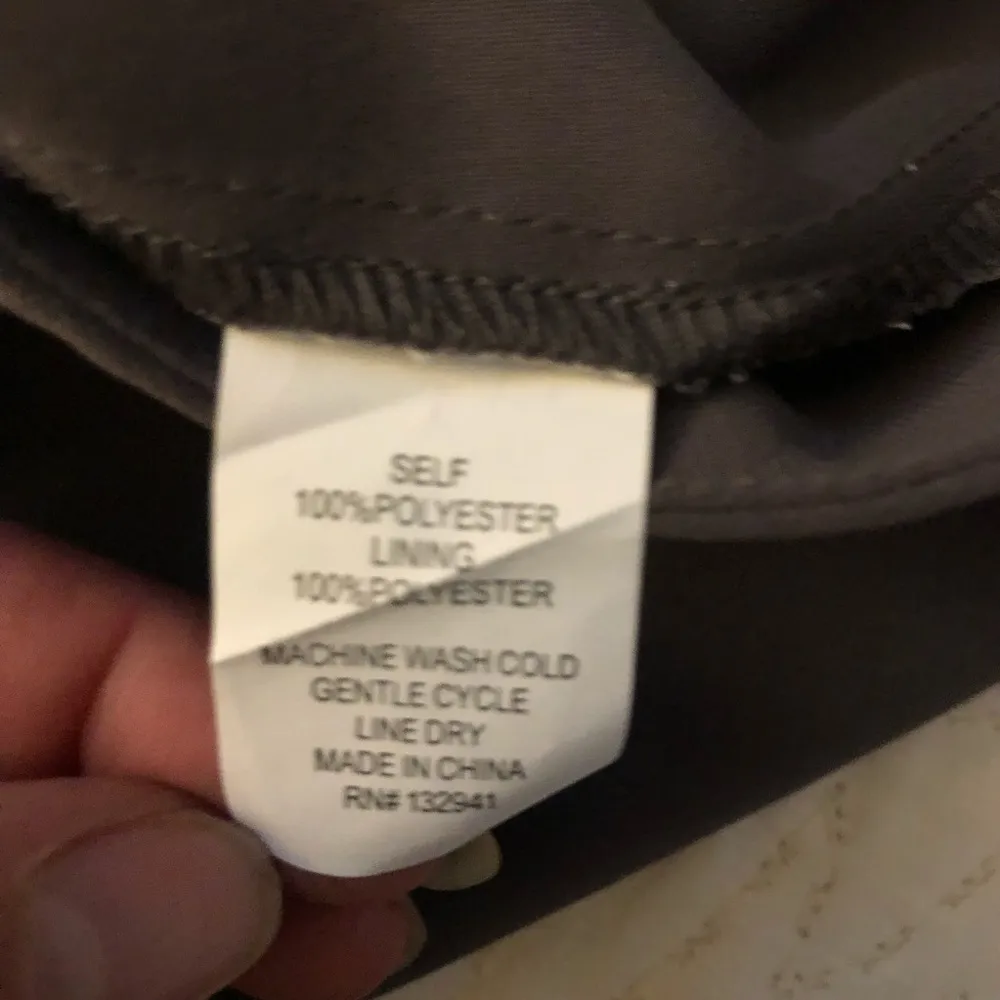 SELF
100%POLYESTER
LINING
100%POLYESTER
MACHINE WASH COLD
GENTLE CYCLE
LINE DRY
MADE IN CHINA
RN# 132941